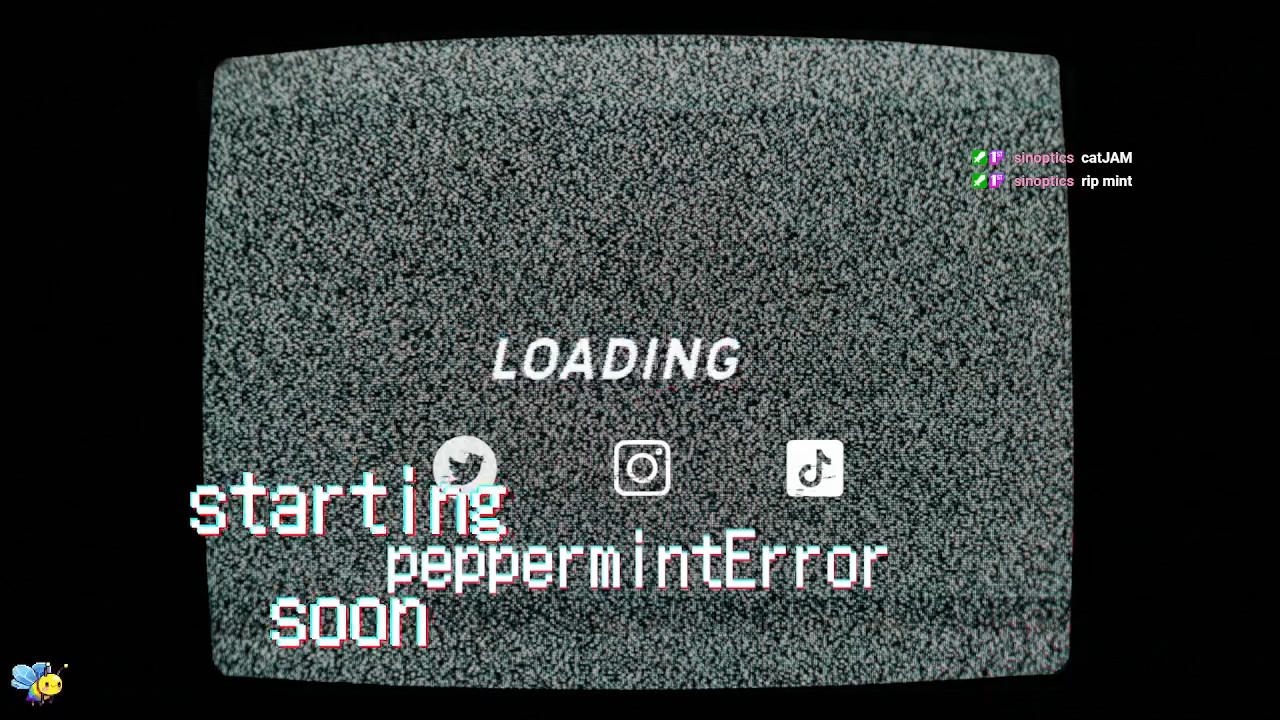 sinoptics catJAM
sinoptics rip mint
LOADING
starting
peppermintError
soon